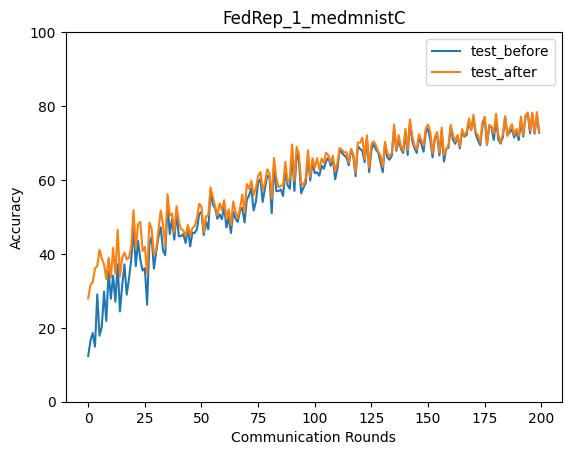 FedRep_1_medmnistC
test_before
test_after
Accuracy
100
80
60
40
20
0
0 25 50 75 100 125 150 175 200
Communication Rounds